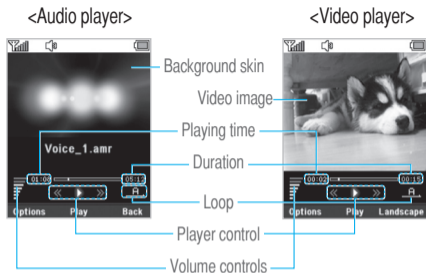 <Audio player>
<Video player>
Background skin
Video image
Playing time
Duration
Loop
Player control
Volume controls
Voice_1.amr
01:08
05:12
A
Options Play Back
00:02
00:15
A
Options Play Landscape